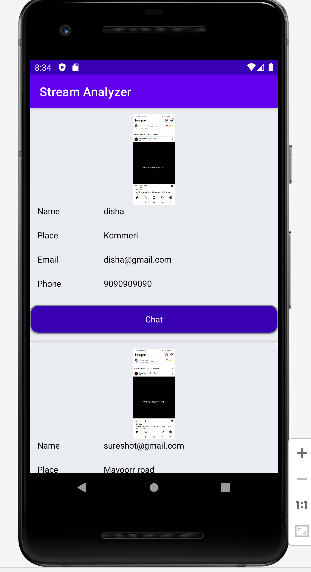 8:34
Stream Analyzer
Name disha
Place Kommeri
Email disha@gmail.com
Phone 9090909090
Chat
Name sureshot@gmail.com
Place Mavoorr road
1:1